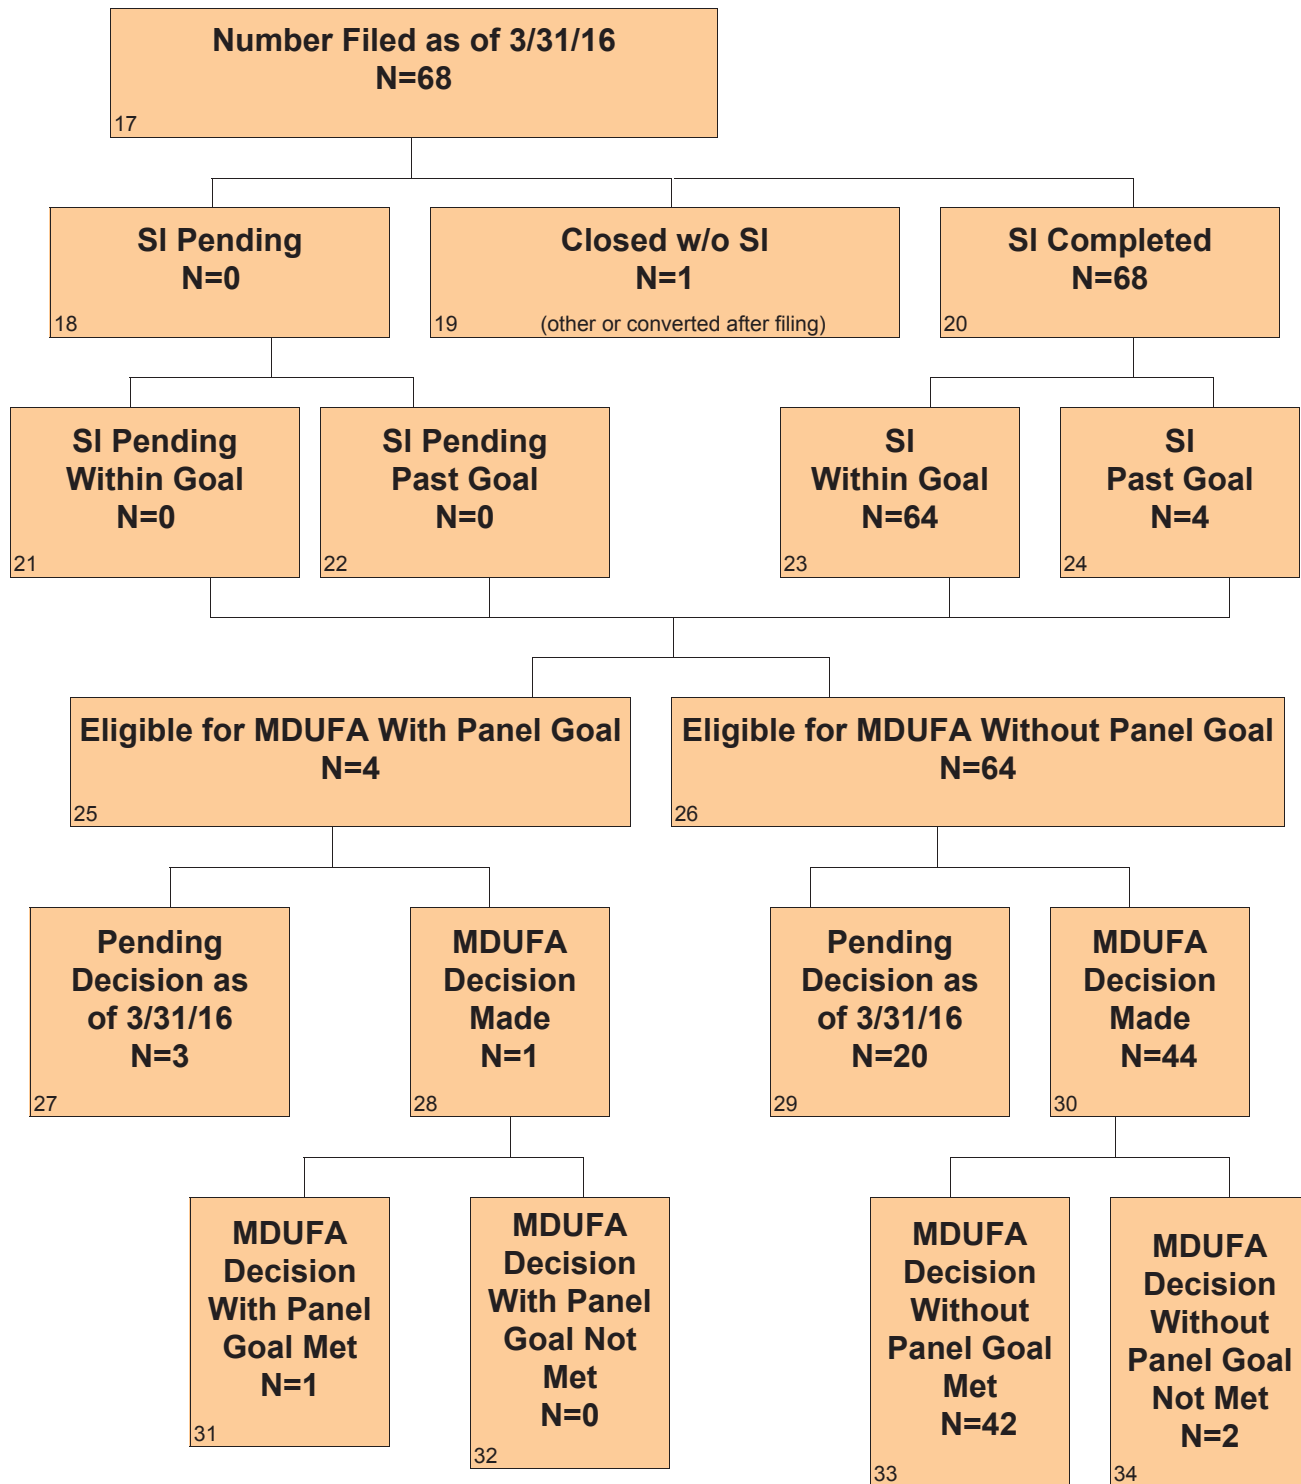 Number Filed as of 3/31/16
N=68
17
SI Pending
N=0
18
Closed w/o SI
N=1
19 (other or converted after filing)
SI Completed
N=68
20
SI Pending
Within Goal
N=0
21
SI Pending
Past Goal
N=0
22
SI
Within Goal
N=64
23
SI
Past Goal
N=4
24
Eligible for MDUFA With Panel Goal
N=4
25
Eligible for MDUFA Without Panel Goal
N=64
26
Pending
Decision as
of 3/31/16
N=3
27
MDUFA
Decision
Made
N=1
28
Pending
Decision as
of 3/31/16
N=20
29
MDUFA
Decision
Made
N=44
30
MDUFA
Decision
With Panel
Goal Met
N=1
31
MDUFA
Decision
With Panel
Goal Not
Met
N=0
32
MDUFA
Decision
Without
Panel Goal
Met
N=42
33
MDUFA
Decision
Without
Panel Goal
Not Met
N=2
34